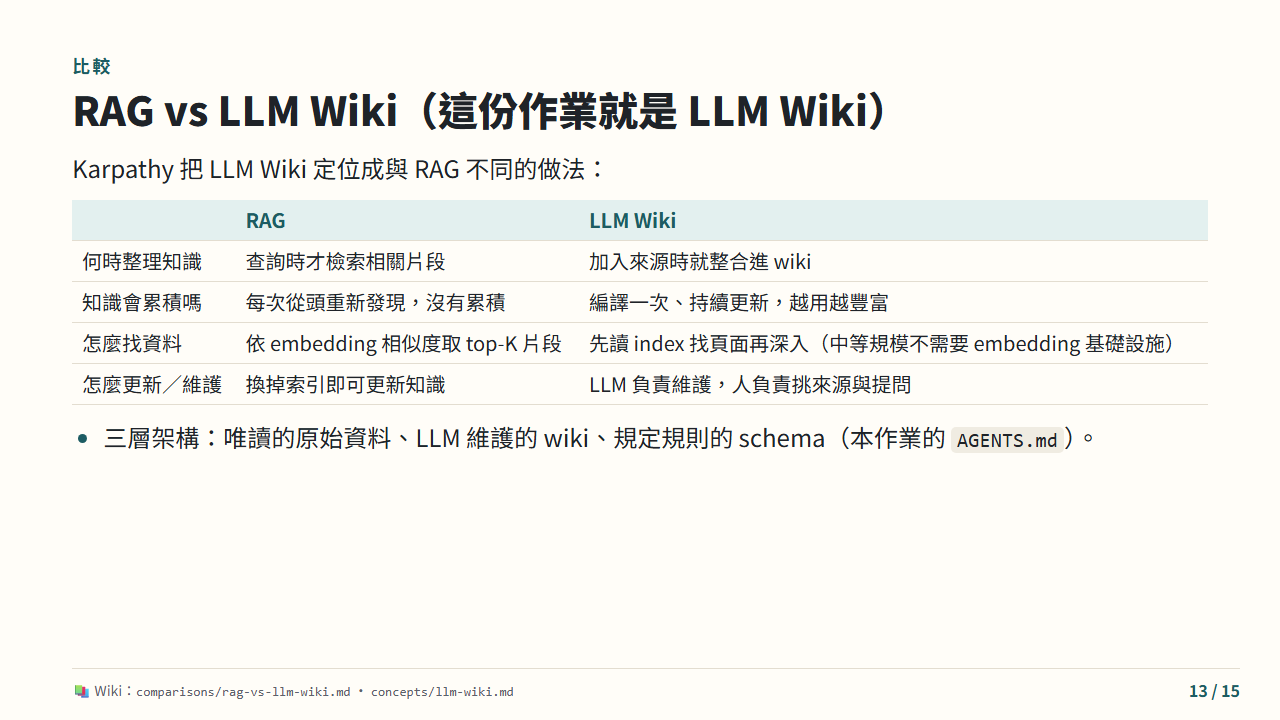 比較
RAG vs LLM Wiki（這份作業就是 LLM Wiki）
Karpathy 把 LLM Wiki 定位成與 RAG 不同的做法：
RAG LLM Wiki
何時整理知識 查詢時才檢索相關片段 加入來源時就整合進 wiki
知識會累積嗎 每次從頭重新發現，沒有累積 編譯一次、持續更新，越用越豐富
怎麼找資料 依 embedding 相似度取 top-K 片段 先讀 index 找頁面再深入（中等規模不需要 embedding 基礎設施）
怎麼更新／維護 換掉索引即可更新知識 LLM 負責維護，人負責挑來源與提問
• 三層架構：唯讀的原始資料、LLM 維護的 wiki、規定規則的 schema（本作業的 AGENTS.md）。
📚 Wiki：comparisons/rag-vs-llm-wiki.md • concepts/llm-wiki.md
13 / 15